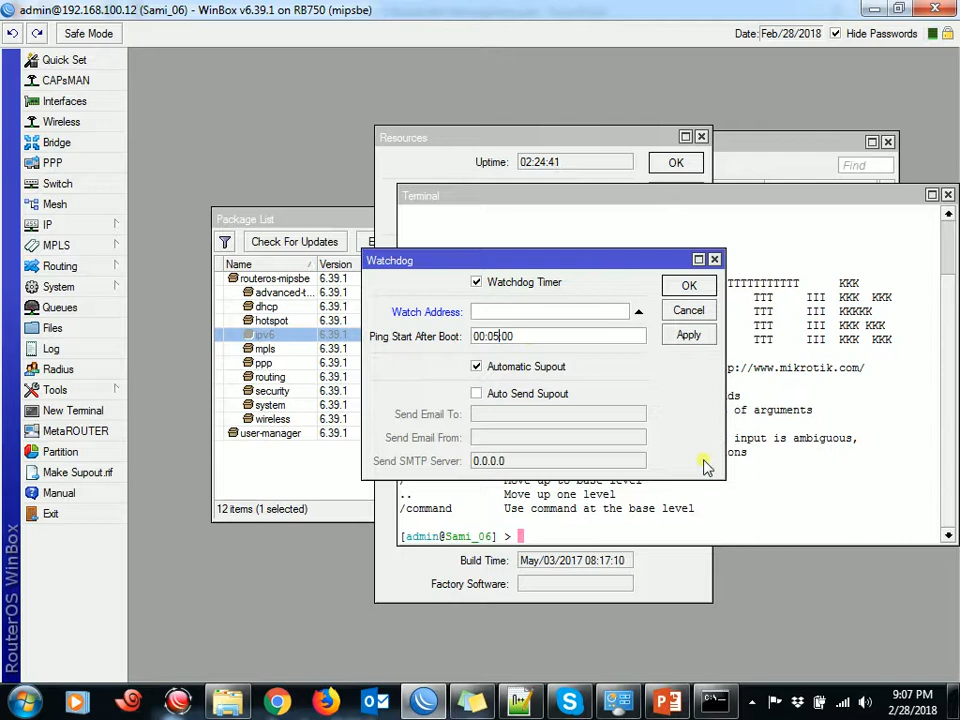 admin@192.168.100.12 (Sami_06) - WinBox v6.39.1 on RB750 (mipsbe)
Safe Mode
Date: Feb/28/2018
Hide Passwords
Quick Set
CAPsMAN
Interfaces
Wireless
Bridge
PPP
Switch
Mesh
IP
MPLS
Routing
System
Queues
Files
Log
Radius
Tools
New Terminal
MetaROUTER
Partition
Make Supout.rif
Manual
Exit
RouterOS WinBox
Package List
Check For Updates
E
Name
Version
routeros-mipsbe 6.39.1
advanced-t... 6.39.1
dhcp 6.39.1
hotspot 6.39.1
ipv6 6.39.1
mpls 6.39.1
ppp 6.39.1
routing 6.39.1
security 6.39.1
system 6.39.1
wireless 6.39.1
user-manager 6.39.1
12 items (1 selected)
Resources
Uptime: 02:24:41
OK
Build Time: May/03/2017 08:17:10
Factory Software:
Find
Terminal
TTTTTTTTTTT KKK
TTT III KKK KKK
TTT III KKKKK
TTT III KKK KKK
TTT III KKK KKK
p://www.mikrotik.com/
ds
of arguments
input is ambiguous,
ons
/ Move up to base level
.. Move up one level
/command Use command at the base level
[admin@Sami_06] >
Watchdog
Watchdog Timer
OK
Watch Address:
Cancel
Ping Start After Boot: 00:05:00
Apply
Automatic Supout
Auto Send Supout
Send Email To:
Send Email From:
Send SMTP Server: 0.0.0.0
9:07 PM
2/28/2018